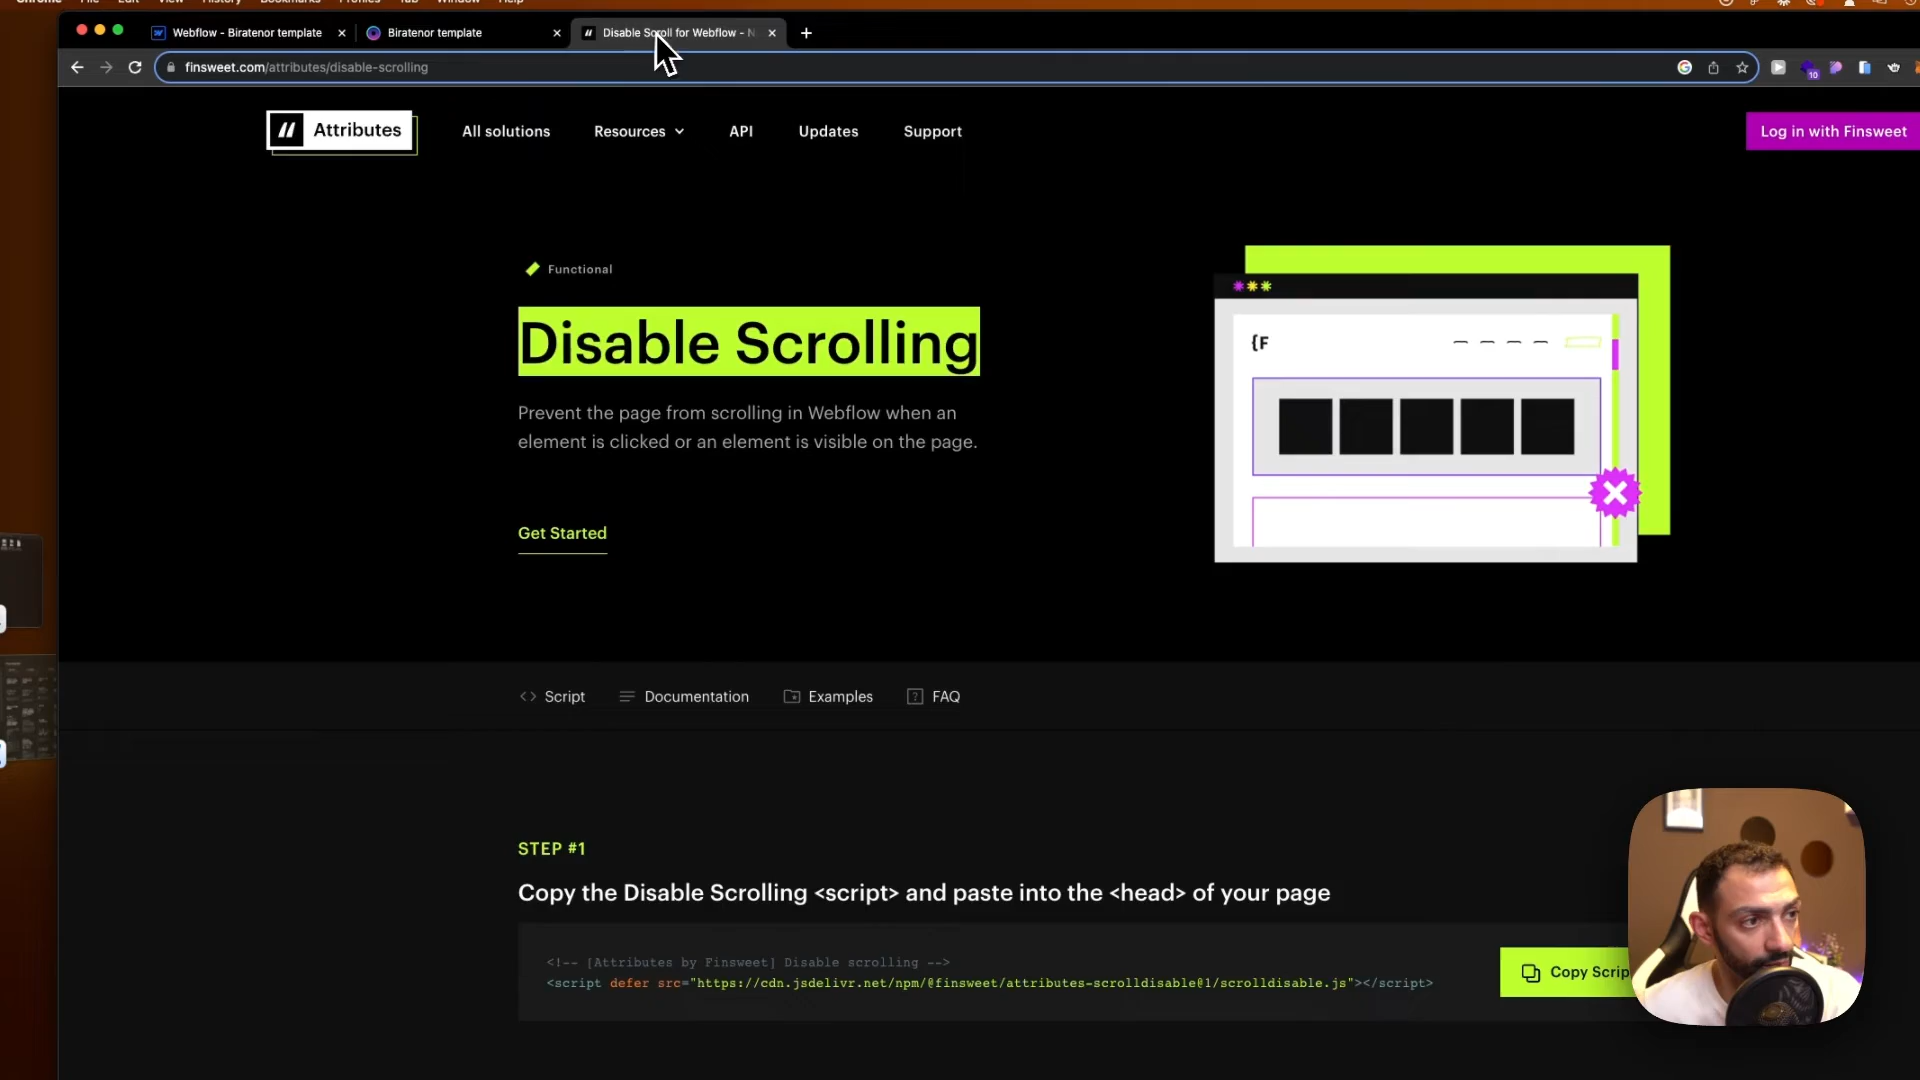 Chrome File Edit View History Bookmarks Profiles Tab Window Help
Webflow - Biratenor template
Biratenor template
Disable Scroll for Webflow - N
finsweet.com/attributes/disable-scrolling
10
Attributes
All solutions
Resources
API
Updates
Support
Log in with Finsweet
Functional
Disable Scrolling
Prevent the page from scrolling in Webflow when an
element is clicked or an element is visible on the page.
Get Started
{F
<> Script
Documentation
Examples
? FAQ
STEP #1
Copy the Disable Scrolling <script> and paste into the <head> of your page
<!-- [Attributes by Finsweet] Disable scrolling -->
<script defer src="https://cdn.jsdelivr.net/npm/@finsweet/attributes-scrolldisable@1/scrolldisable.js"></script>
Copy Scrip